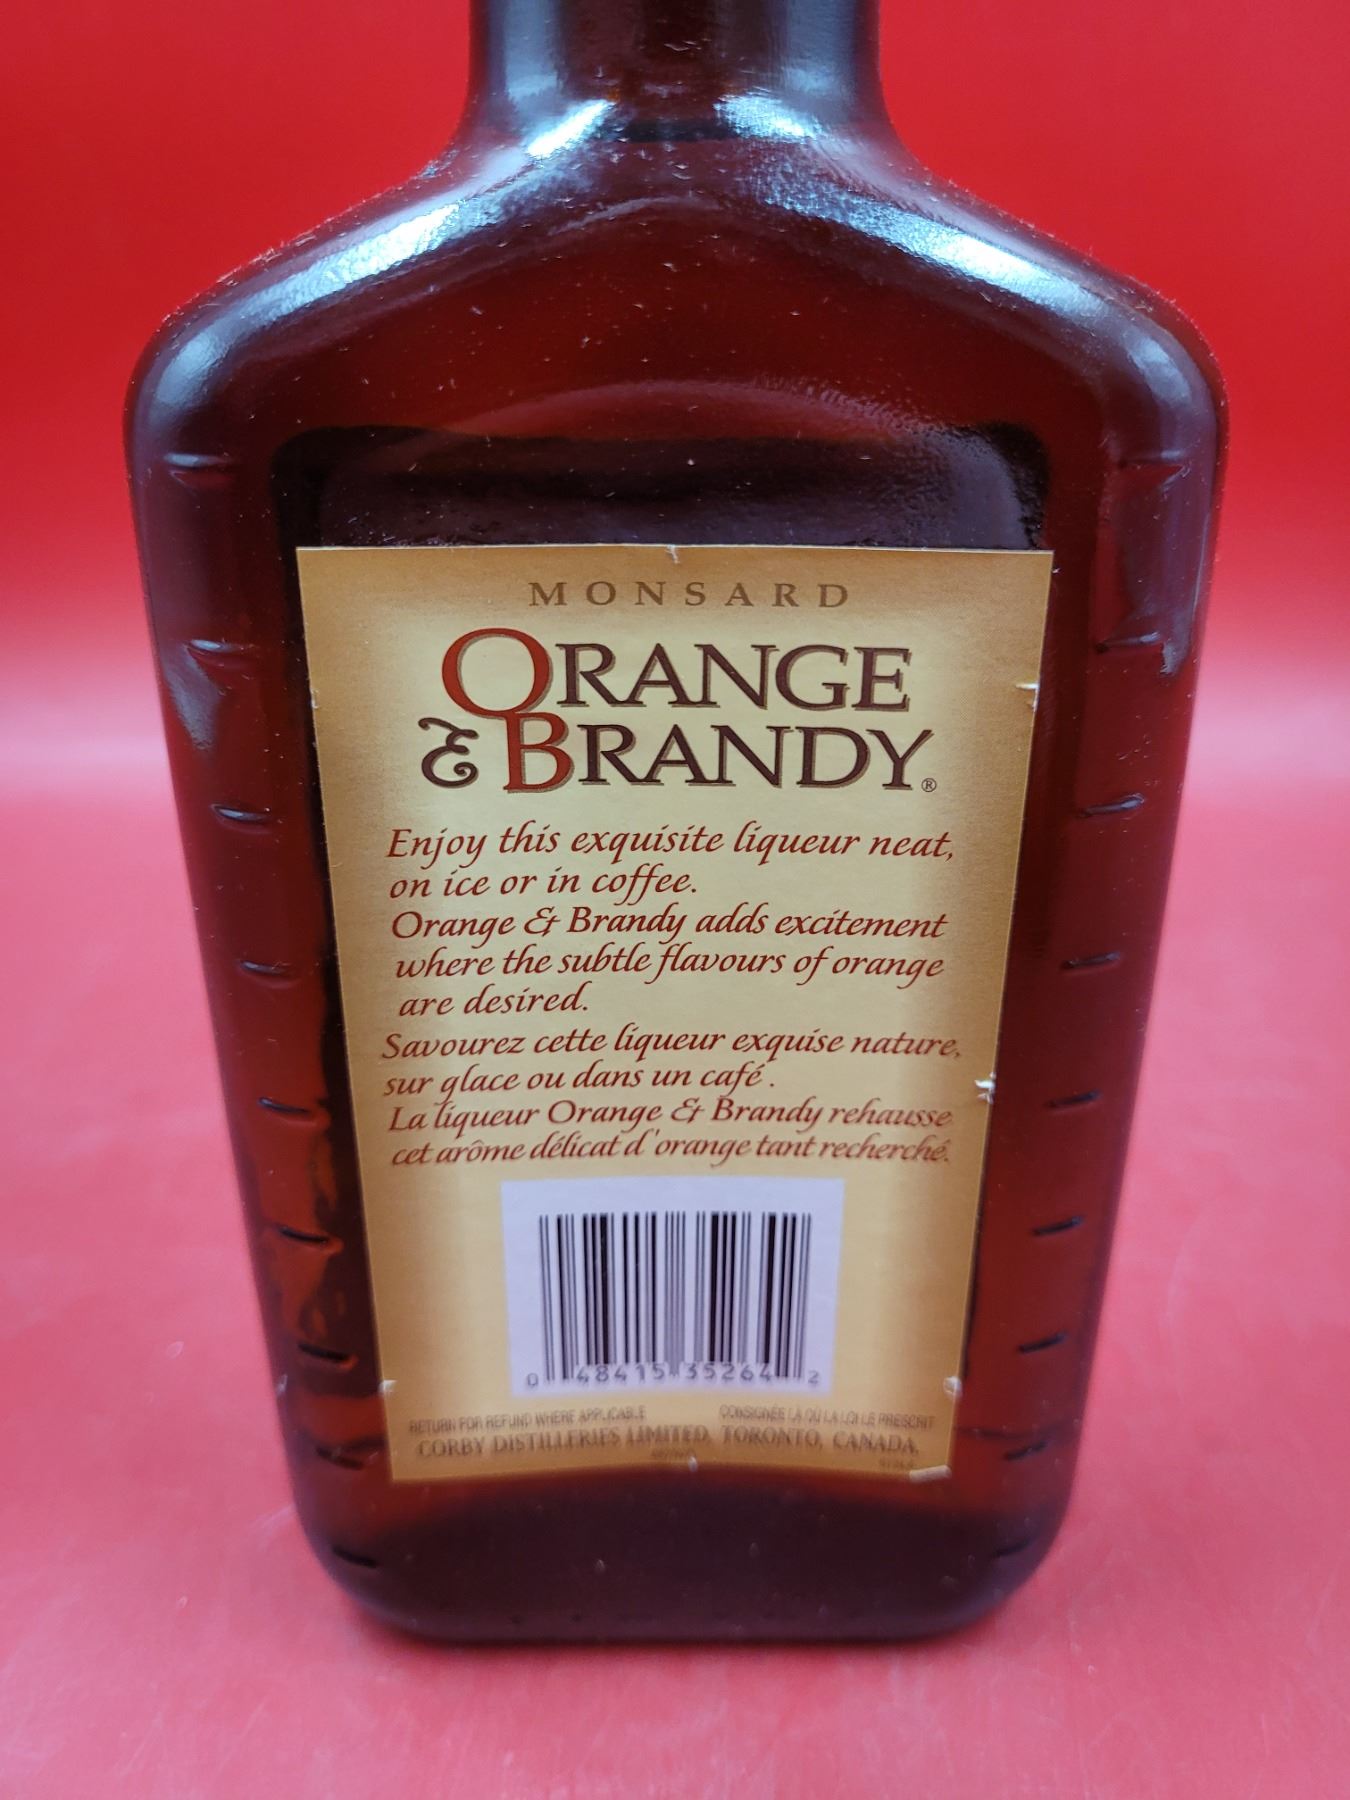 MONSARD
ORANGE
& BRANDY®
Enjoy this exquisite liqueur neat,
on ice or in coffee.
Orange & Brandy adds excitement
where the subtle flavours of orange
are desired.
Savourez cette liqueur exquise nature,
sur glace ou dans un café .
La liqueur Orange & Brandy rehausse
cet arôme délicat d'orange tant recherché.
0 48415 35264 2
RETURN FOR REFUND WHERE APPLICABLE CONSIGNÉE LÀ OÙ LA LOI LE PRESCRIT
CORBY DISTILLERIES LIMITED, TORONTO, CANADA,